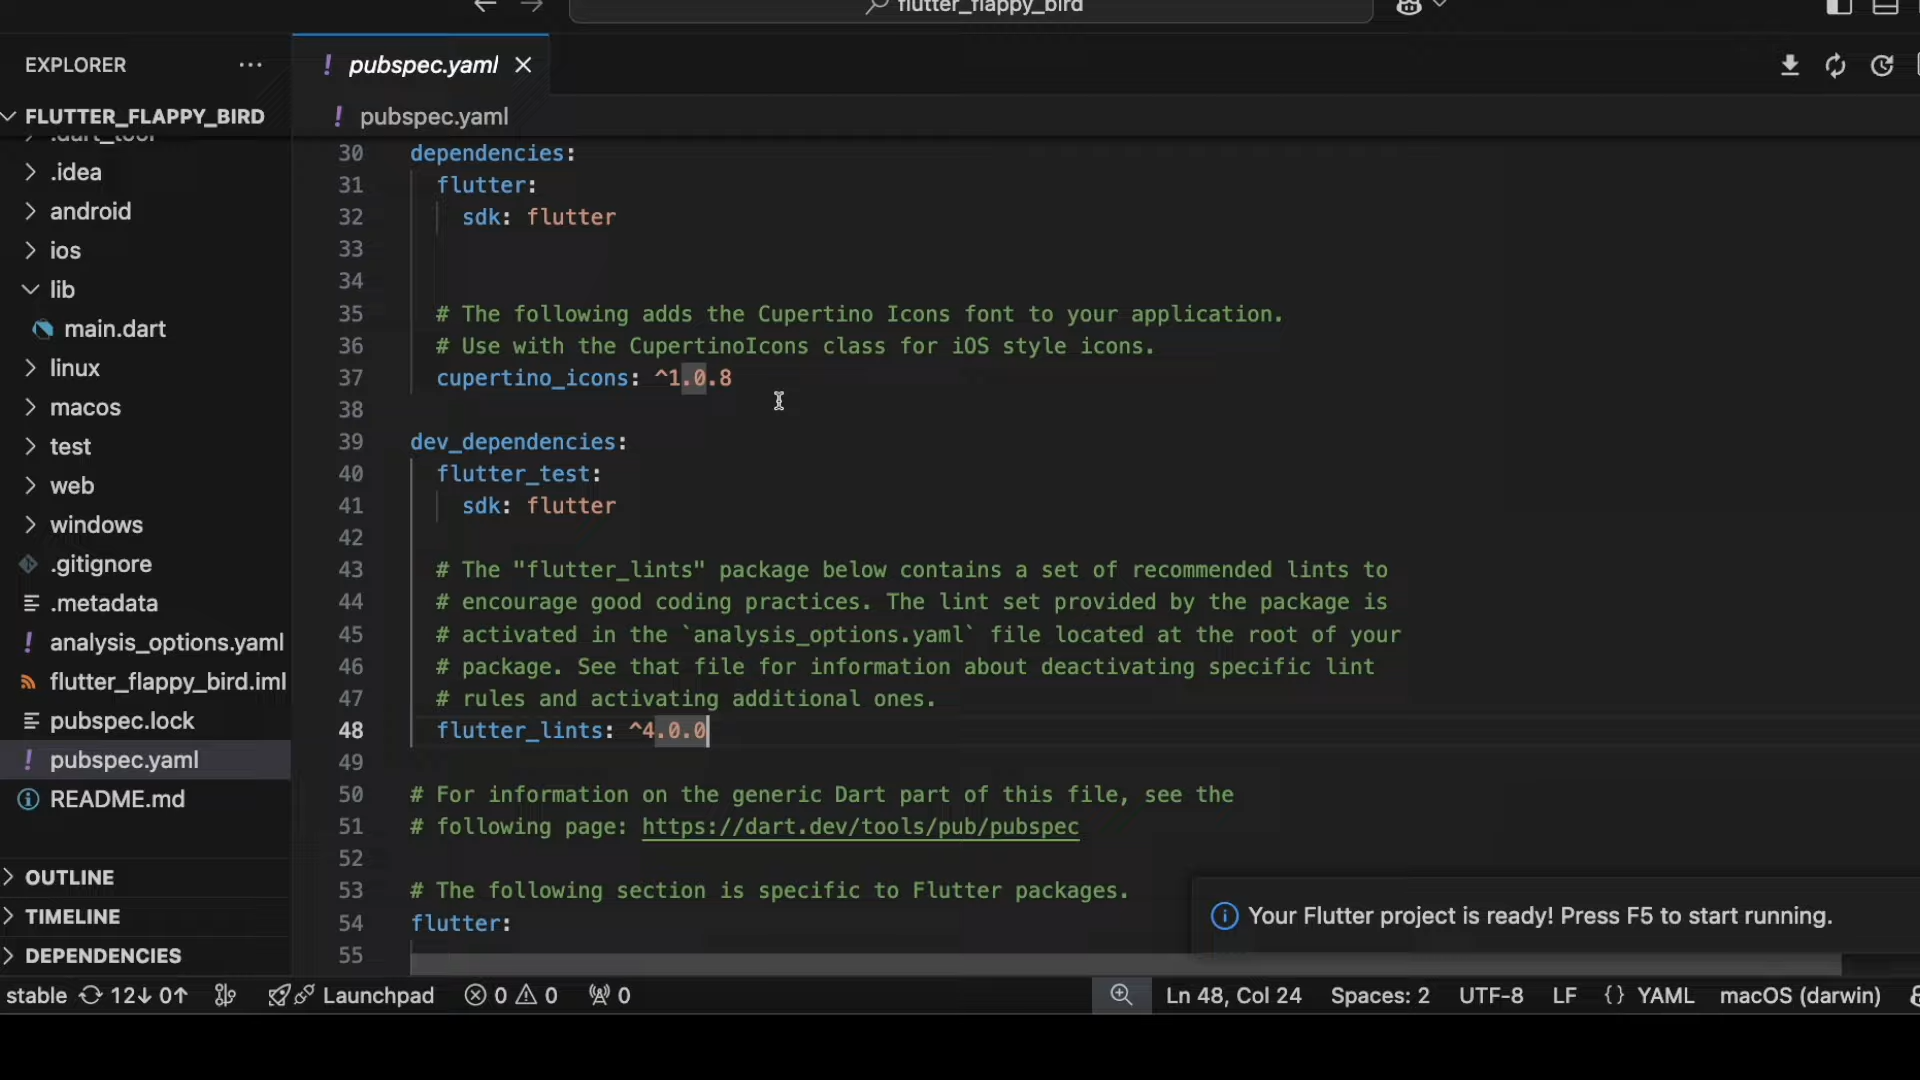 flutter_flappy_bird
EXPLORER
pubspec.yaml
FLUTTER_FLAPPY_BIRD
pubspec.yaml
.dart_tool
.idea
android
ios
lib
main.dart
linux
macos
test
web
windows
.gitignore
.metadata
analysis_options.yaml
flutter_flappy_bird.iml
pubspec.lock
pubspec.yaml
README.md
OUTLINE
TIMELINE
DEPENDENCIES
30 dependencies:
31 flutter:
32 sdk: flutter
33
34
35 # The following adds the Cupertino Icons font to your application.
36 # Use with the CupertinoIcons class for iOS style icons.
37 cupertino_icons: ^1.0.8
38
39 dev_dependencies:
40 flutter_test:
41 sdk: flutter
42
43 # The "flutter_lints" package below contains a set of recommended lints to
44 # encourage good coding practices. The lint set provided by the package is
45 # activated in the `analysis_options.yaml` file located at the root of your
46 # package. See that file for information about deactivating specific lint
47 # rules and activating additional ones.
48 flutter_lints: ^4.0.0
49
50 # For information on the generic Dart part of this file, see the
51 # following page: https://dart.dev/tools/pub/pubspec
52
53 # The following section is specific to Flutter packages.
54 flutter:
55
Your Flutter project is ready! Press F5 to start running.
stable 12↓ 0↑ Launchpad 0 0 0 Ln 48, Col 24 Spaces: 2 UTF-8 LF {} YAML macOS (darwin)